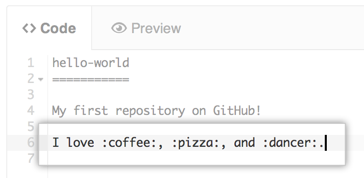 <> Code Preview
1 hello-world
2 ===========
3
4 My first repository on GitHub!
5
6 I love :coffee:, :pizza:, and :dancer:.
7